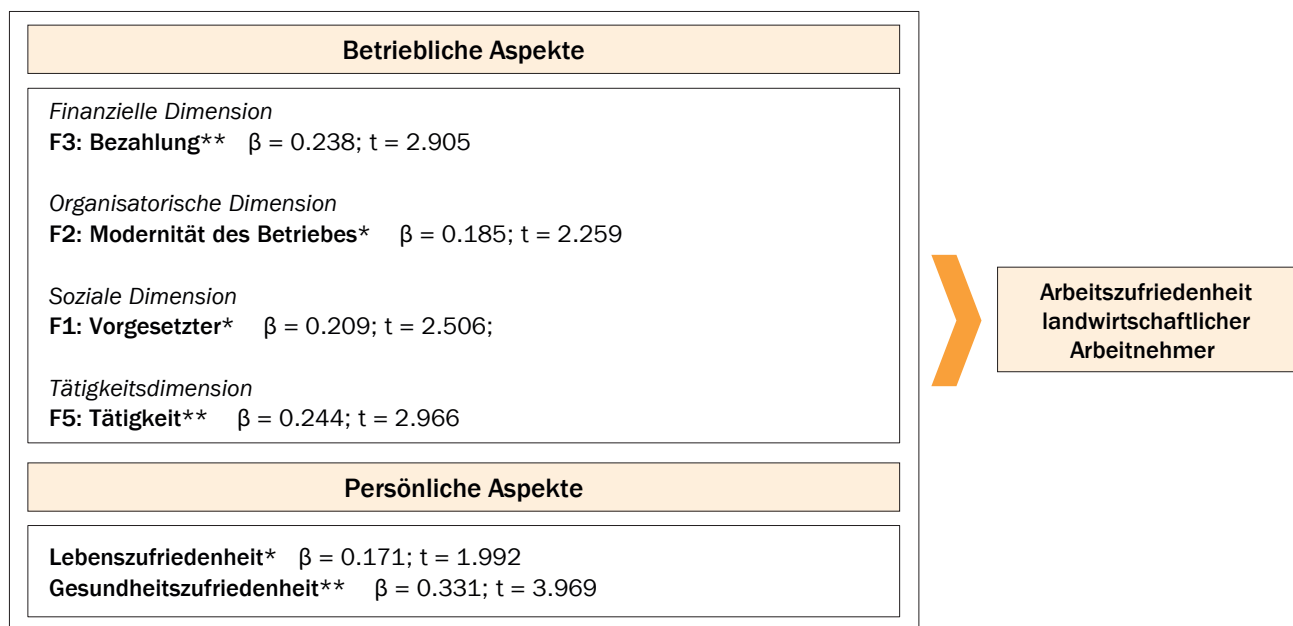 Betriebliche Aspekte
Finanzielle Dimension
F3: Bezahlung** β = 0.238; t = 2.905
Organisatorische Dimension
F2: Modernität des Betriebes* β = 0.185; t = 2.259
Soziale Dimension
F1: Vorgesetzter* β = 0.209; t = 2.506;
Tätigkeitsdimension
F5: Tätigkeit** β = 0.244; t = 2.966
Persönliche Aspekte
Lebenszufriedenheit* β = 0.171; t = 1.992
Gesundheitszufriedenheit** β = 0.331; t = 3.969
Arbeitszufriedenheit
landwirtschaftlicher
Arbeitnehmer